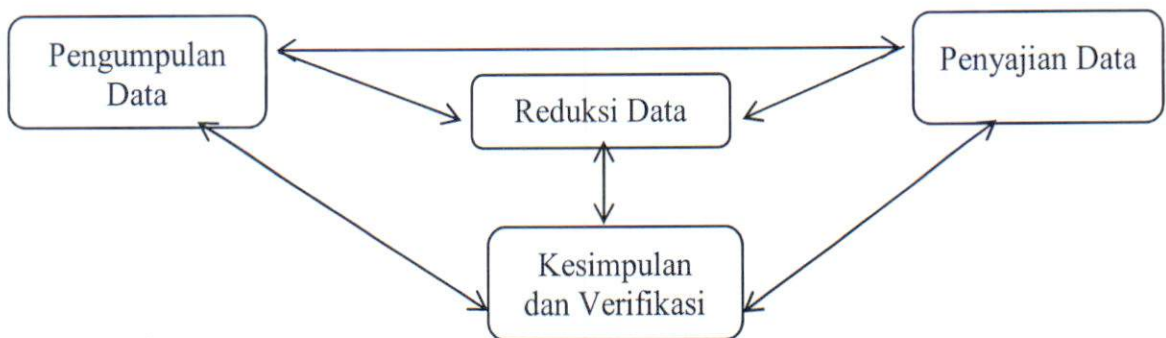 Pengumpulan
Data
Penyajian Data
Reduksi Data
Kesimpulan
dan Verifikasi